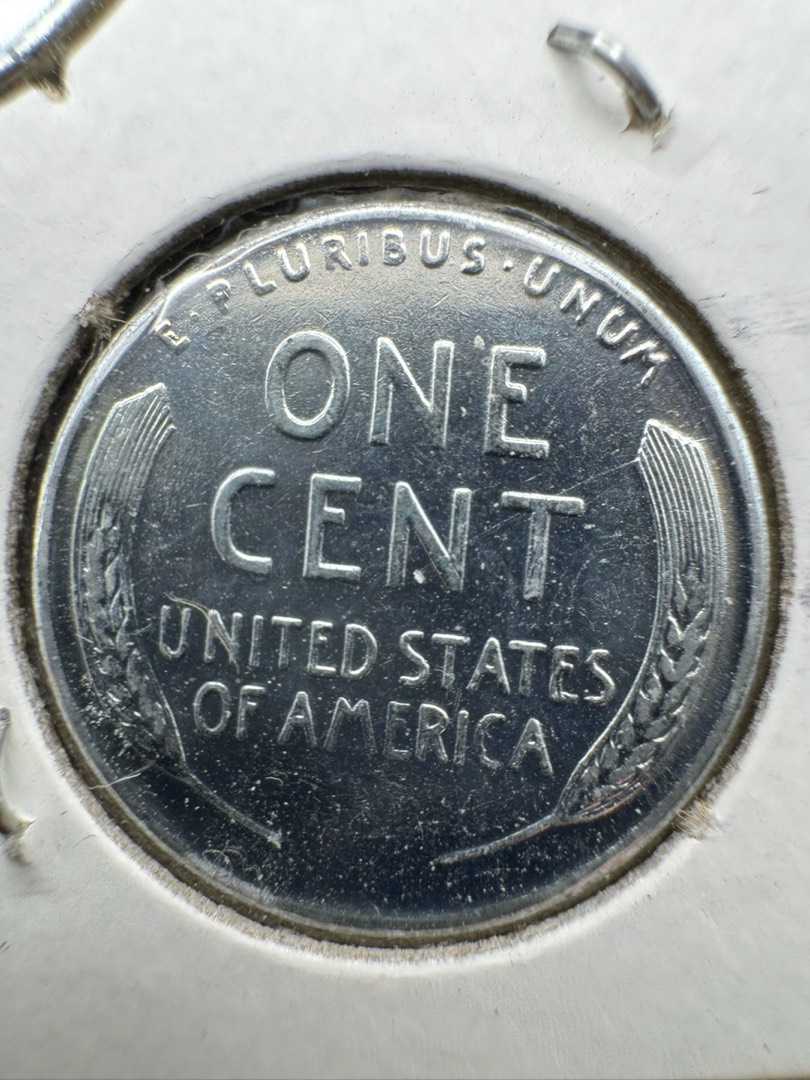 E·PLURIBUS·UNUM
ONE
CENT
UNITED STATES
OF AMERICA